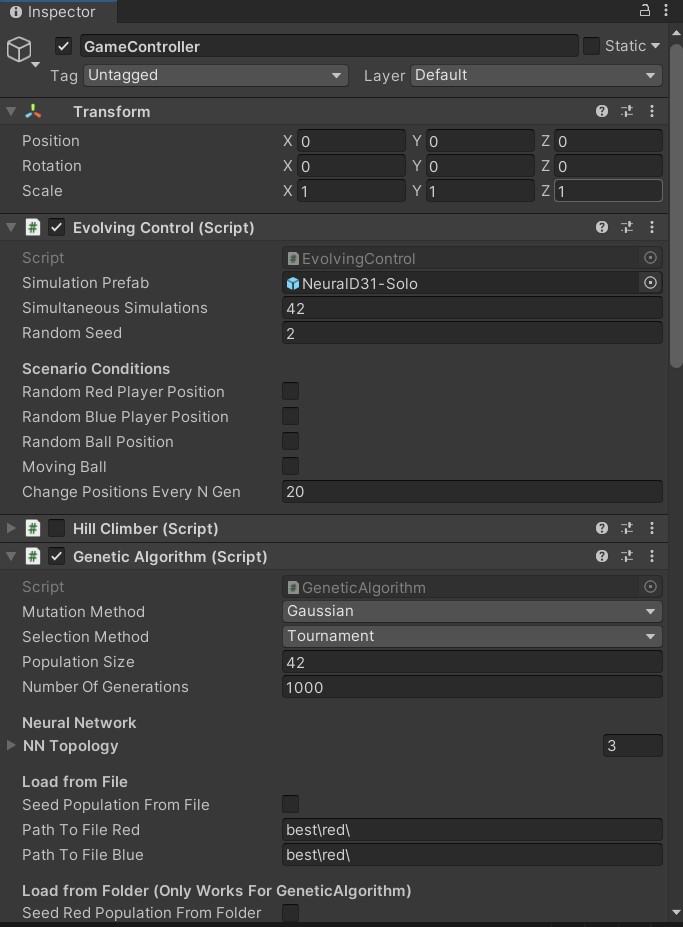 Inspector
GameController
Static
Tag Untagged Layer Default
Transform
Position X 0 Y 0 Z 0
Rotation X 0 Y 0 Z 0
Scale X 1 Y 1 Z 1
Evolving Control (Script)
Script EvolvingControl
Simulation Prefab NeuralD31-Solo
Simultaneous Simulations 42
Random Seed 2
Scenario Conditions
Random Red Player Position
Random Blue Player Position
Random Ball Position
Moving Ball
Change Positions Every N Gen 20
Hill Climber (Script)
Genetic Algorithm (Script)
Script GeneticAlgorithm
Mutation Method Gaussian
Selection Method Tournament
Population Size 42
Number Of Generations 1000
Neural Network
NN Topology 3
Load from File
Seed Population From File
Path To File Red best\red\
Path To File Blue best\red\
Load from Folder (Only Works For GeneticAlgorithm)
Seed Red Population From Folder